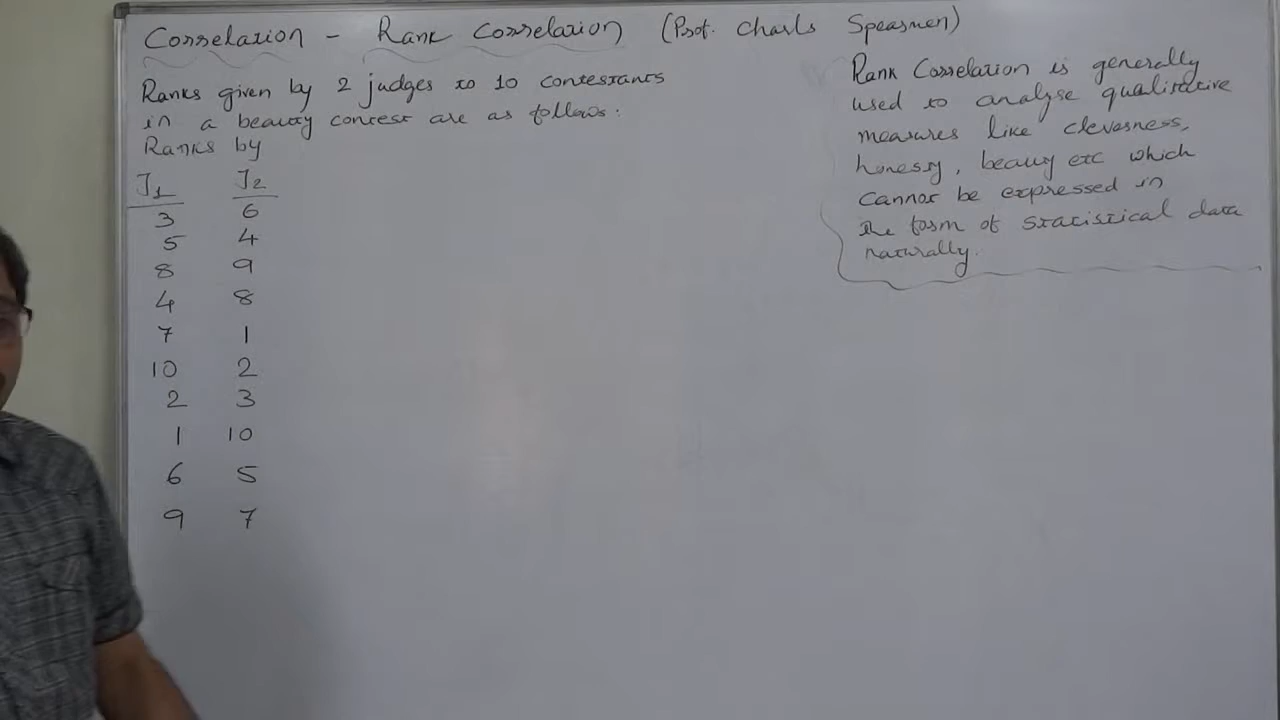 Correlation - Rank Correlation (Prof. Charls Spearmen)
Ranks given by 2 judges to 10 contestants
in a beauty contest are as follows:
Ranks by
J1 J2
3 6
5 4
8 9
4 8
7 1
10 2
2 3
1 10
6 5
9 7
Rank Correlation is generally
used to analyse qualitative
measures like cleverness,
honesty, beauty etc which
cannot be expressed in
the form of statistical data
naturally.